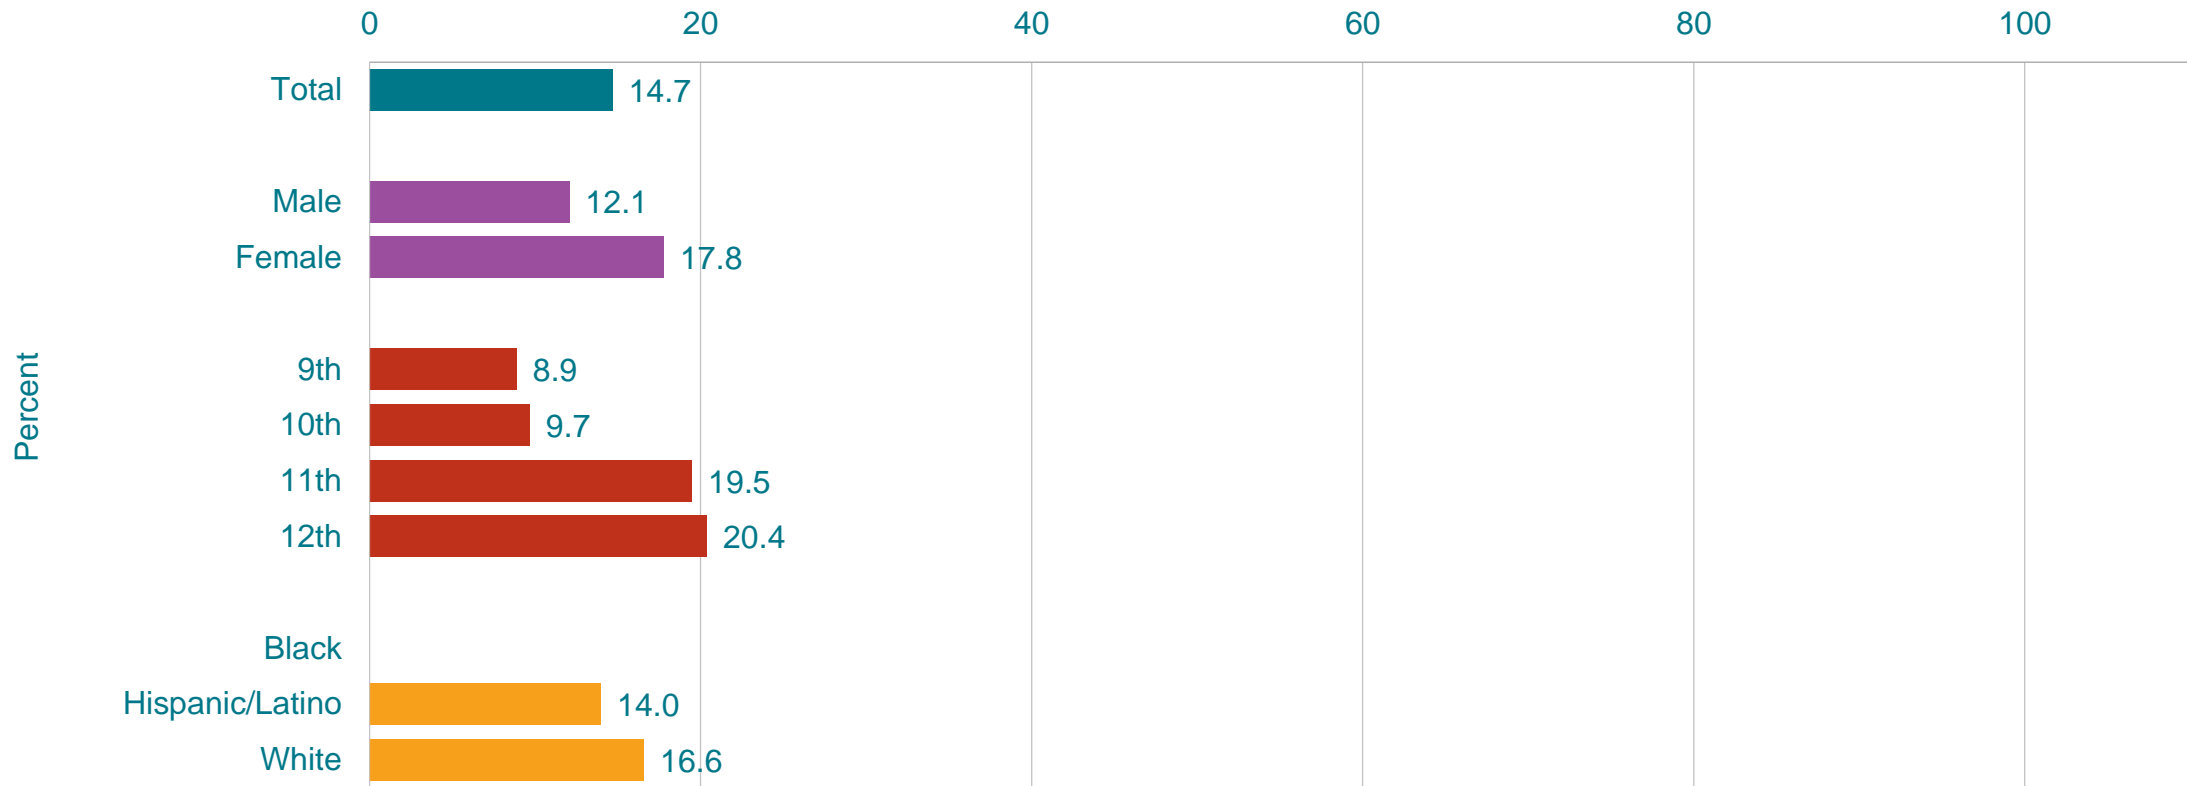 0 20 40 60 80 100
Total 14.7
Male 12.1
Female 17.8
Percent
9th 8.9
10th 9.7
11th 19.5
12th 20.4
Black
Hispanic/Latino 14.0
White 16.6